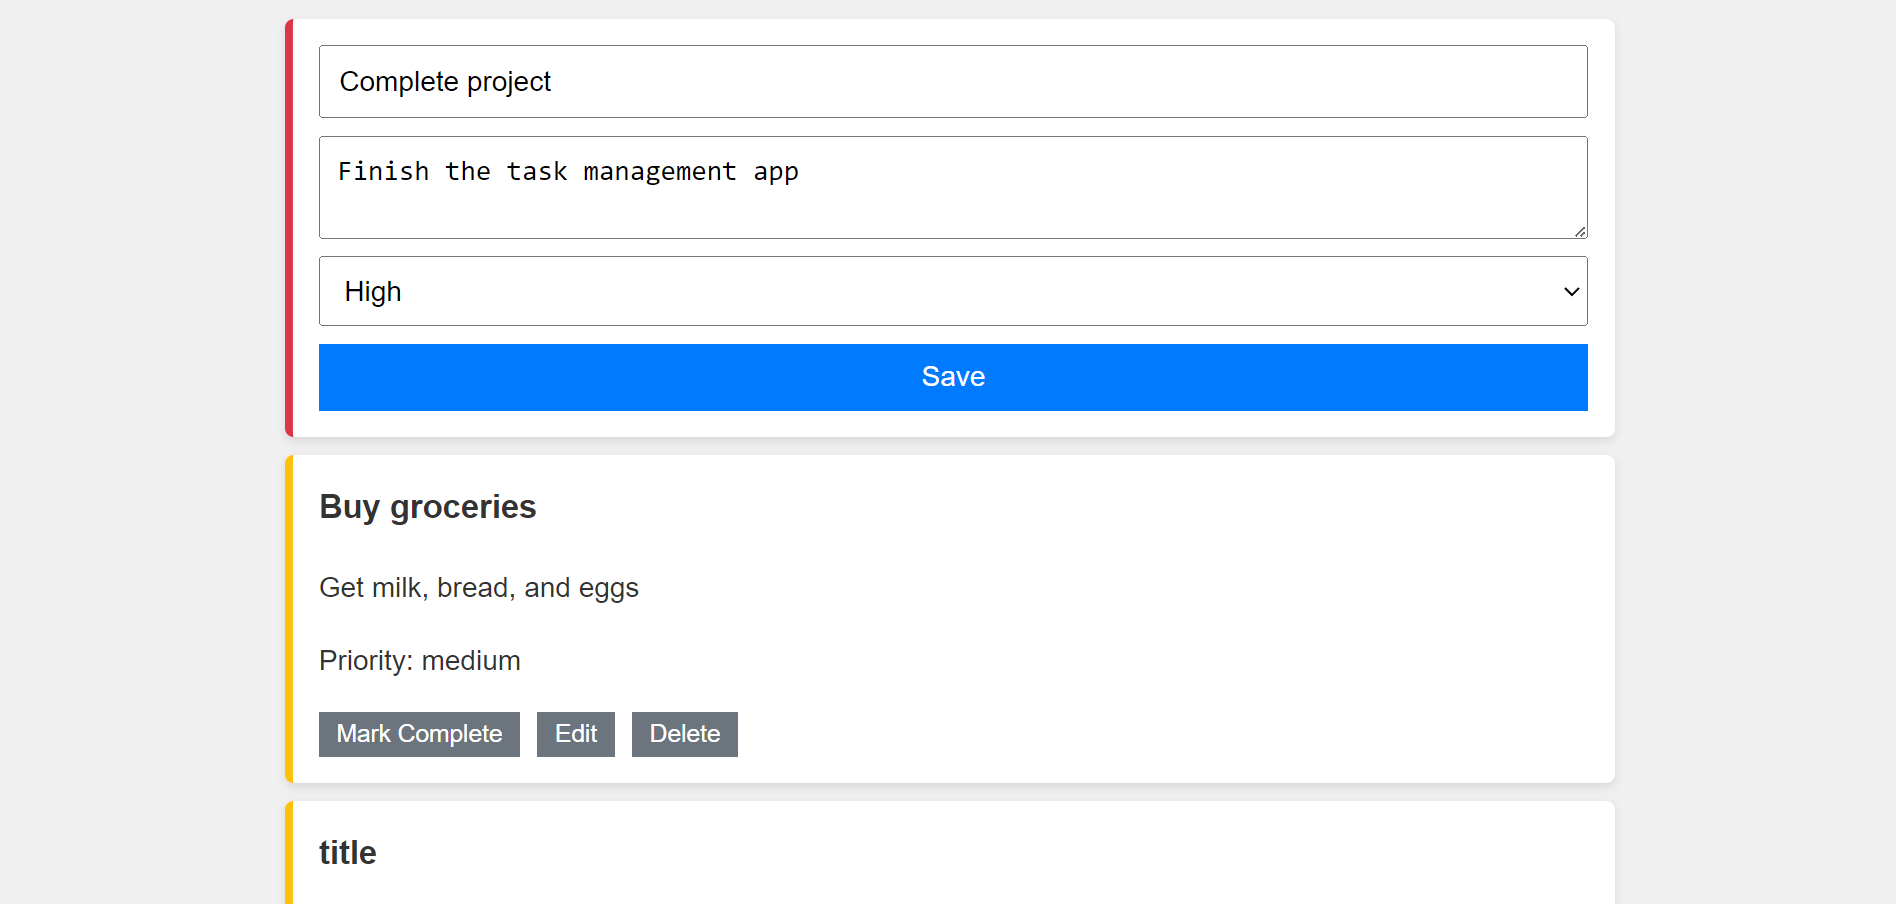 Complete project
Finish the task management app
High
Save
Buy groceries
Get milk, bread, and eggs
Priority: medium
Mark Complete Edit Delete
title